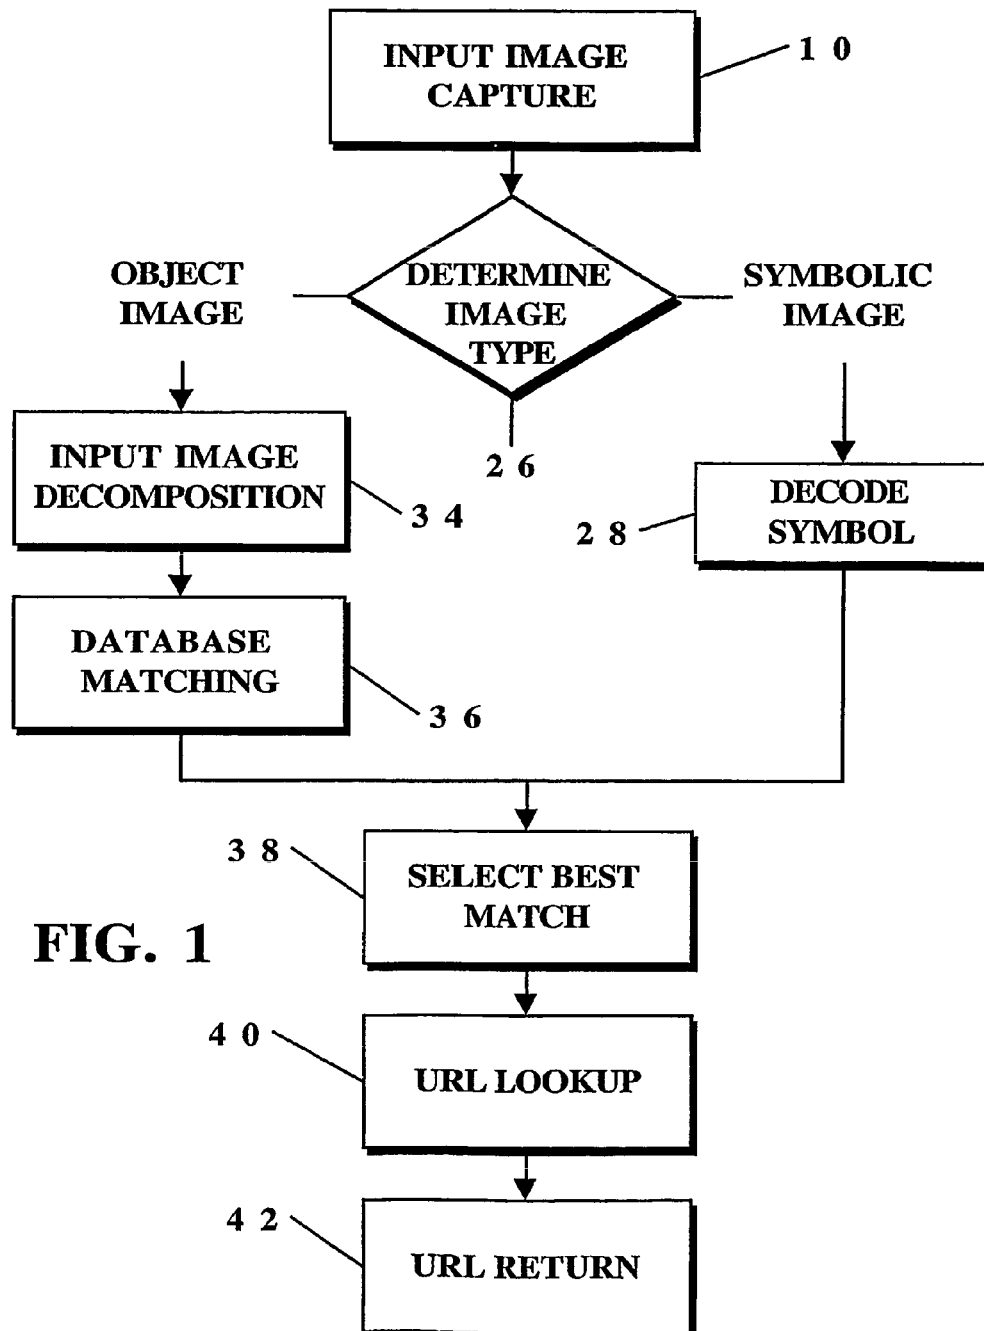 INPUT IMAGE
CAPTURE
1 0
OBJECT
IMAGE
DETERMINE
IMAGE
TYPE
SYMBOLIC
IMAGE
2 6
INPUT IMAGE
DECOMPOSITION
3 4
2 8
DECODE
SYMBOL
DATABASE
MATCHING
3 6
3 8
SELECT BEST
MATCH
FIG. 1
4 0
URL LOOKUP
4 2
URL RETURN